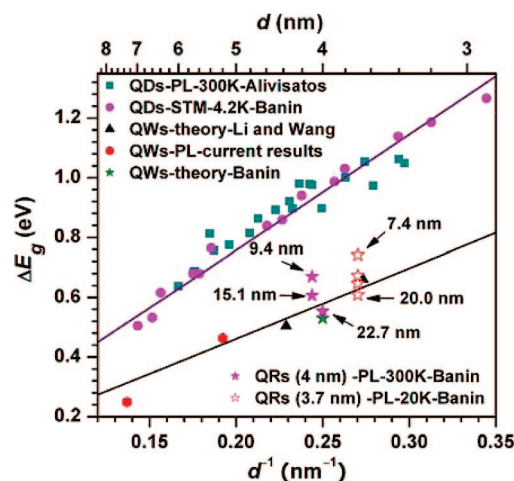 d (nm)
8 7 6 5 4 3
QDs-PL-300K-Alivisatos
QDs-STM-4.2K-Banin
QWs-theory-Li and Wang
QWs-PL-current results
QWs-theory-Banin
1.2
1.0
0.8
0.6
0.4
0.2
ΔEg (eV)
7.4 nm
9.4 nm
15.1 nm
20.0 nm
22.7 nm
QRs (4 nm) -PL-300K-Banin
QRs (3.7 nm) -PL-20K-Banin
0.15 0.20 0.25 0.30 0.35
d-1 (nm-1)